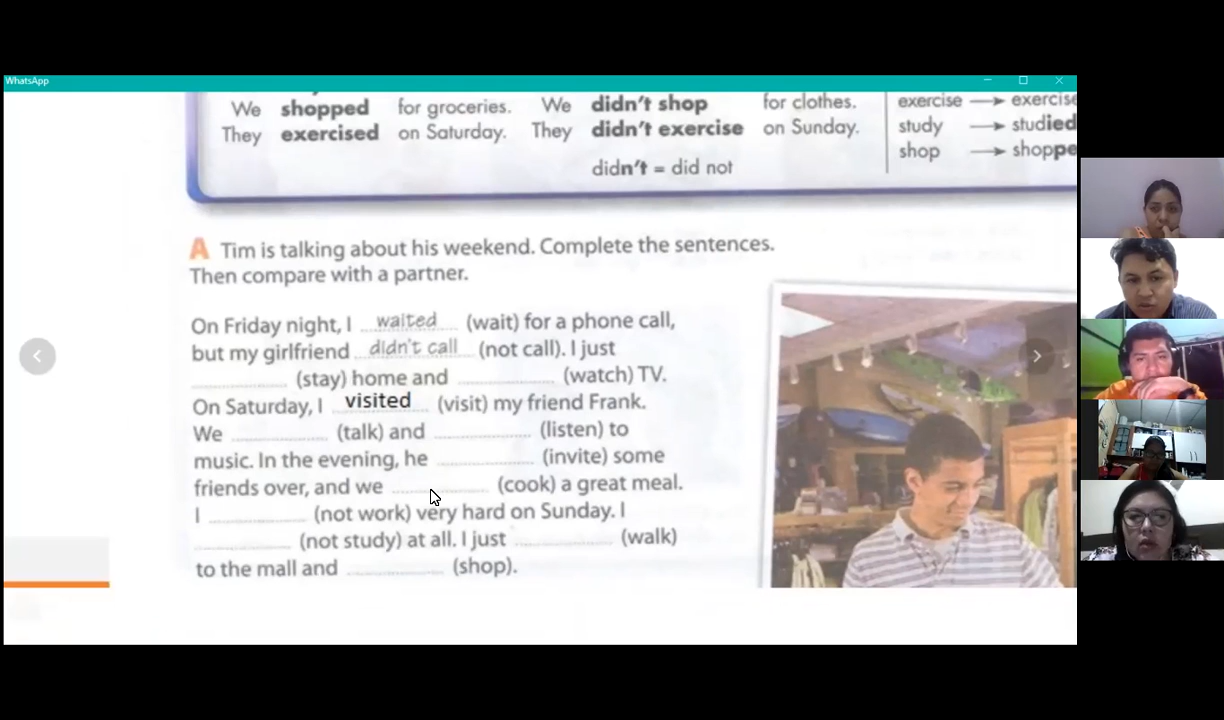 WhatsApp
We shopped for groceries. We didn't shop for clothes. exercise → exercise
They exercised on Saturday. They didn't exercise on Sunday. study → studied
shop → shoppe
didn't = did not
A Tim is talking about his weekend. Complete the sentences.
Then compare with a partner.
On Friday night, I waited (wait) for a phone call,
but my girlfriend didn't call (not call). I just
(stay) home and (watch) TV.
On Saturday, I visited (visit) my friend Frank.
We (talk) and (listen) to
music. In the evening, he (invite) some
friends over, and we (cook) a great meal.
I (not work) very hard on Sunday. I
(not study) at all. I just (walk)
to the mall and (shop).